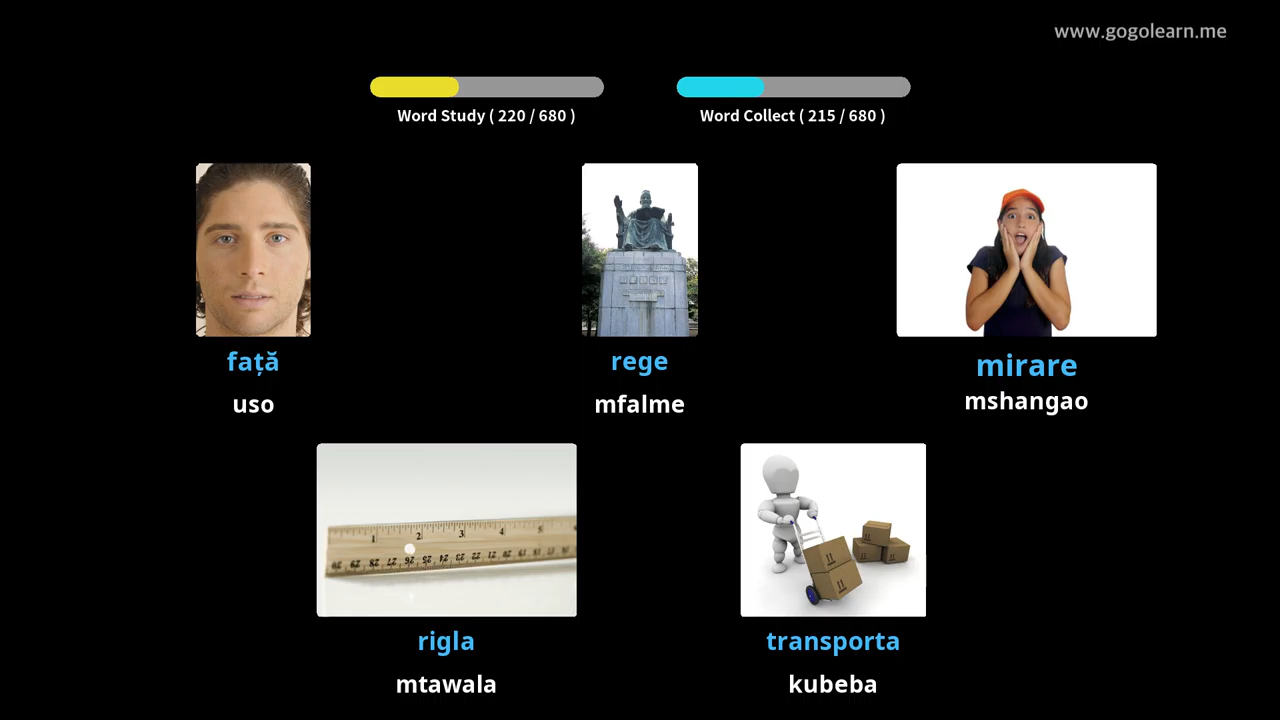 www.gogolearn.me
Word Study ( 220 / 680 )
Word Collect ( 215 / 680 )
față
uso
rege
mfalme
mirare
mshangao
rigla
mtawala
transporta
kubeba